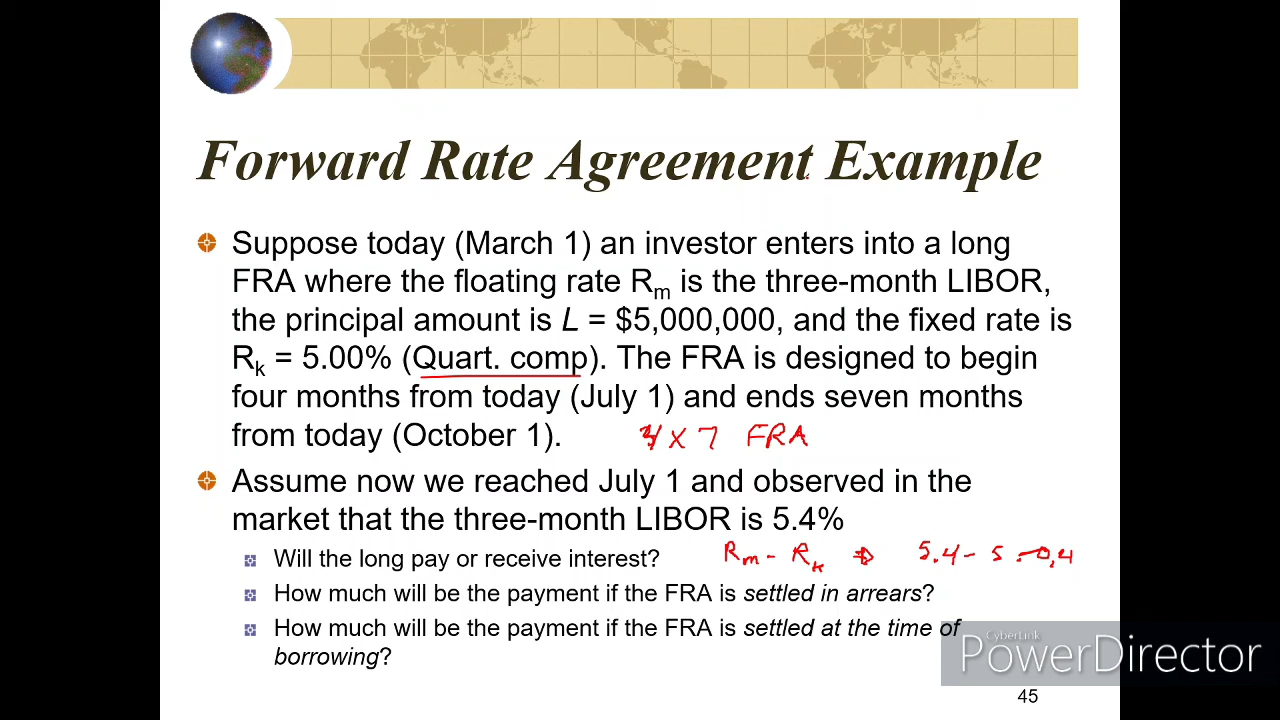 Forward Rate Agreement Example
Suppose today (March 1) an investor enters into a long
FRA where the floating rate Rm is the three-month LIBOR,
the principal amount is L = $5,000,000, and the fixed rate is
Rk = 5.00% (Quart. comp). The FRA is designed to begin
four months from today (July 1) and ends seven months
from today (October 1).
x 7 FRA
Assume now we reached July 1 and observed in the
market that the three-month LIBOR is 5.4%
Will the long pay or receive interest?
Rm - Rk ⇒ 5.4 - 5 = 0.4
How much will be the payment if the FRA is settled in arrears?
How much will be the payment if the FRA is settled at the time of
borrowing?
CyberLink
PowerDirector
45